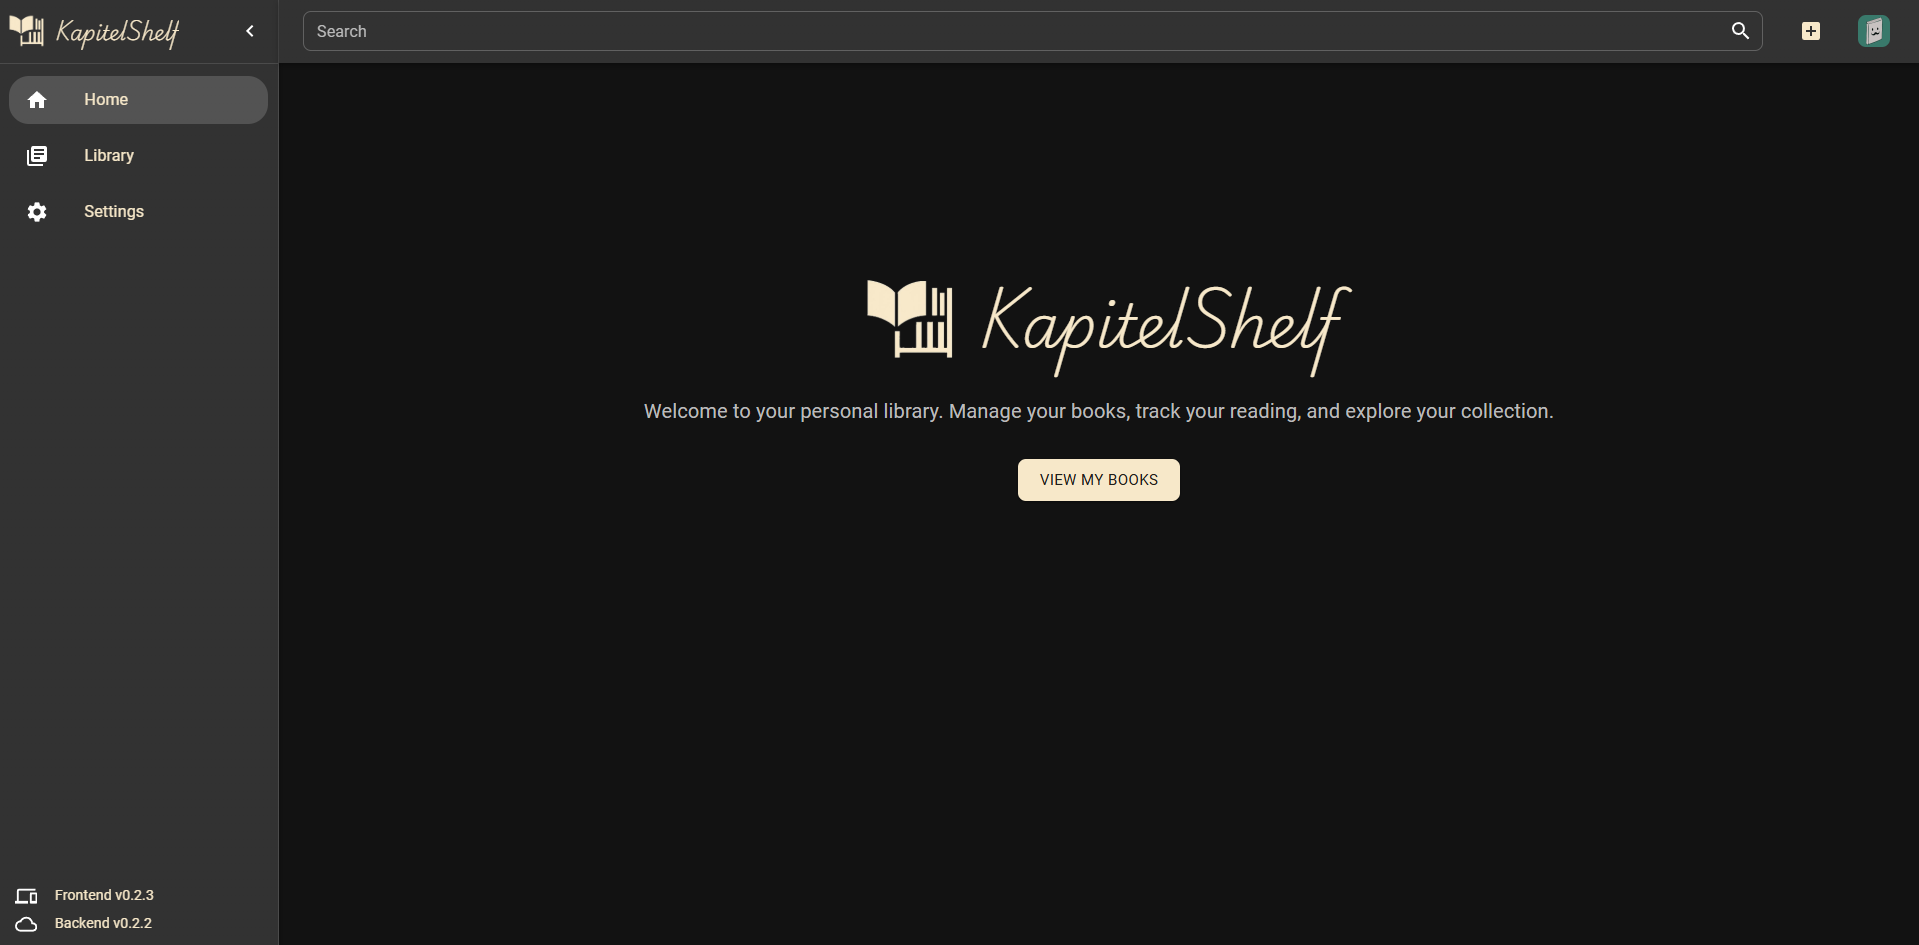 KapitelShelf
Search
Home
Library
Settings
KapitelShelf
Welcome to your personal library. Manage your books, track your reading, and explore your collection.
VIEW MY BOOKS
Frontend v0.2.3
Backend v0.2.2